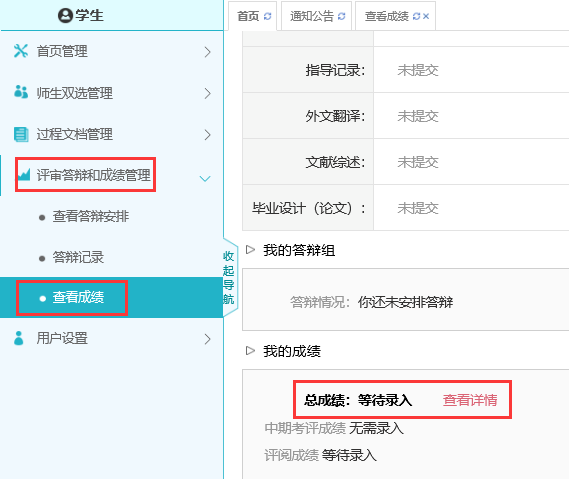 学生
首页管理
师生双选管理
过程文档管理
评审答辩和成绩管理
查看答辩安排
答辩记录
查看成绩
用户设置
收起导航
首页 通知公告 查看成绩
指导记录： 未提交
外文翻译： 未提交
文献综述： 未提交
毕业设计（论文）： 未提交
我的答辩组
答辩情况： 你还未安排答辩
我的成绩
总成绩： 等待录入 查看详情
中期考评成绩 无需录入
评阅成绩 等待录入